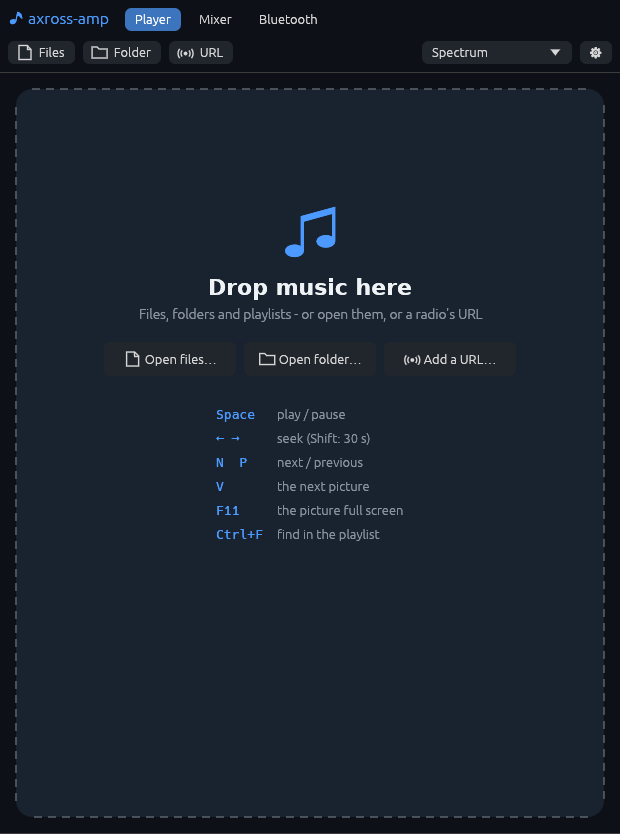 axross-amp Player Mixer Bluetooth
Files Folder URL Spectrum
Drop music here
Files, folders and playlists - or open them, or a radio's URL
Open files… Open folder… Add a URL…
Space play / pause
← → seek (Shift: 30 s)
N P next / previous
V the next picture
F11 the picture full screen
Ctrl+F find in the playlist